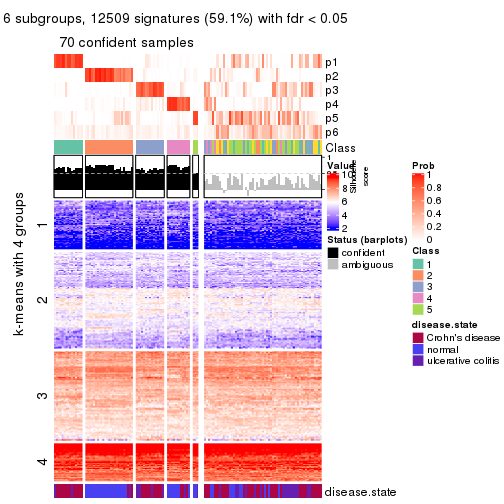 6 subgroups, 12509 signatures (59.1%) with fdr < 0.05
70 confident samples
p1
p2
p3
p4
p5
p6
Class
1
Silhouette
score
k-means with 4 groups
1
2
3
4
Value
10
8
6
4
2
Status (barplots)
confident
ambiguous
Prob
1
0.8
0.6
0.4
0.2
0
Class
1
2
3
4
5
disease.state
Crohn's disease
normal
ulcerative colitis
disease.state